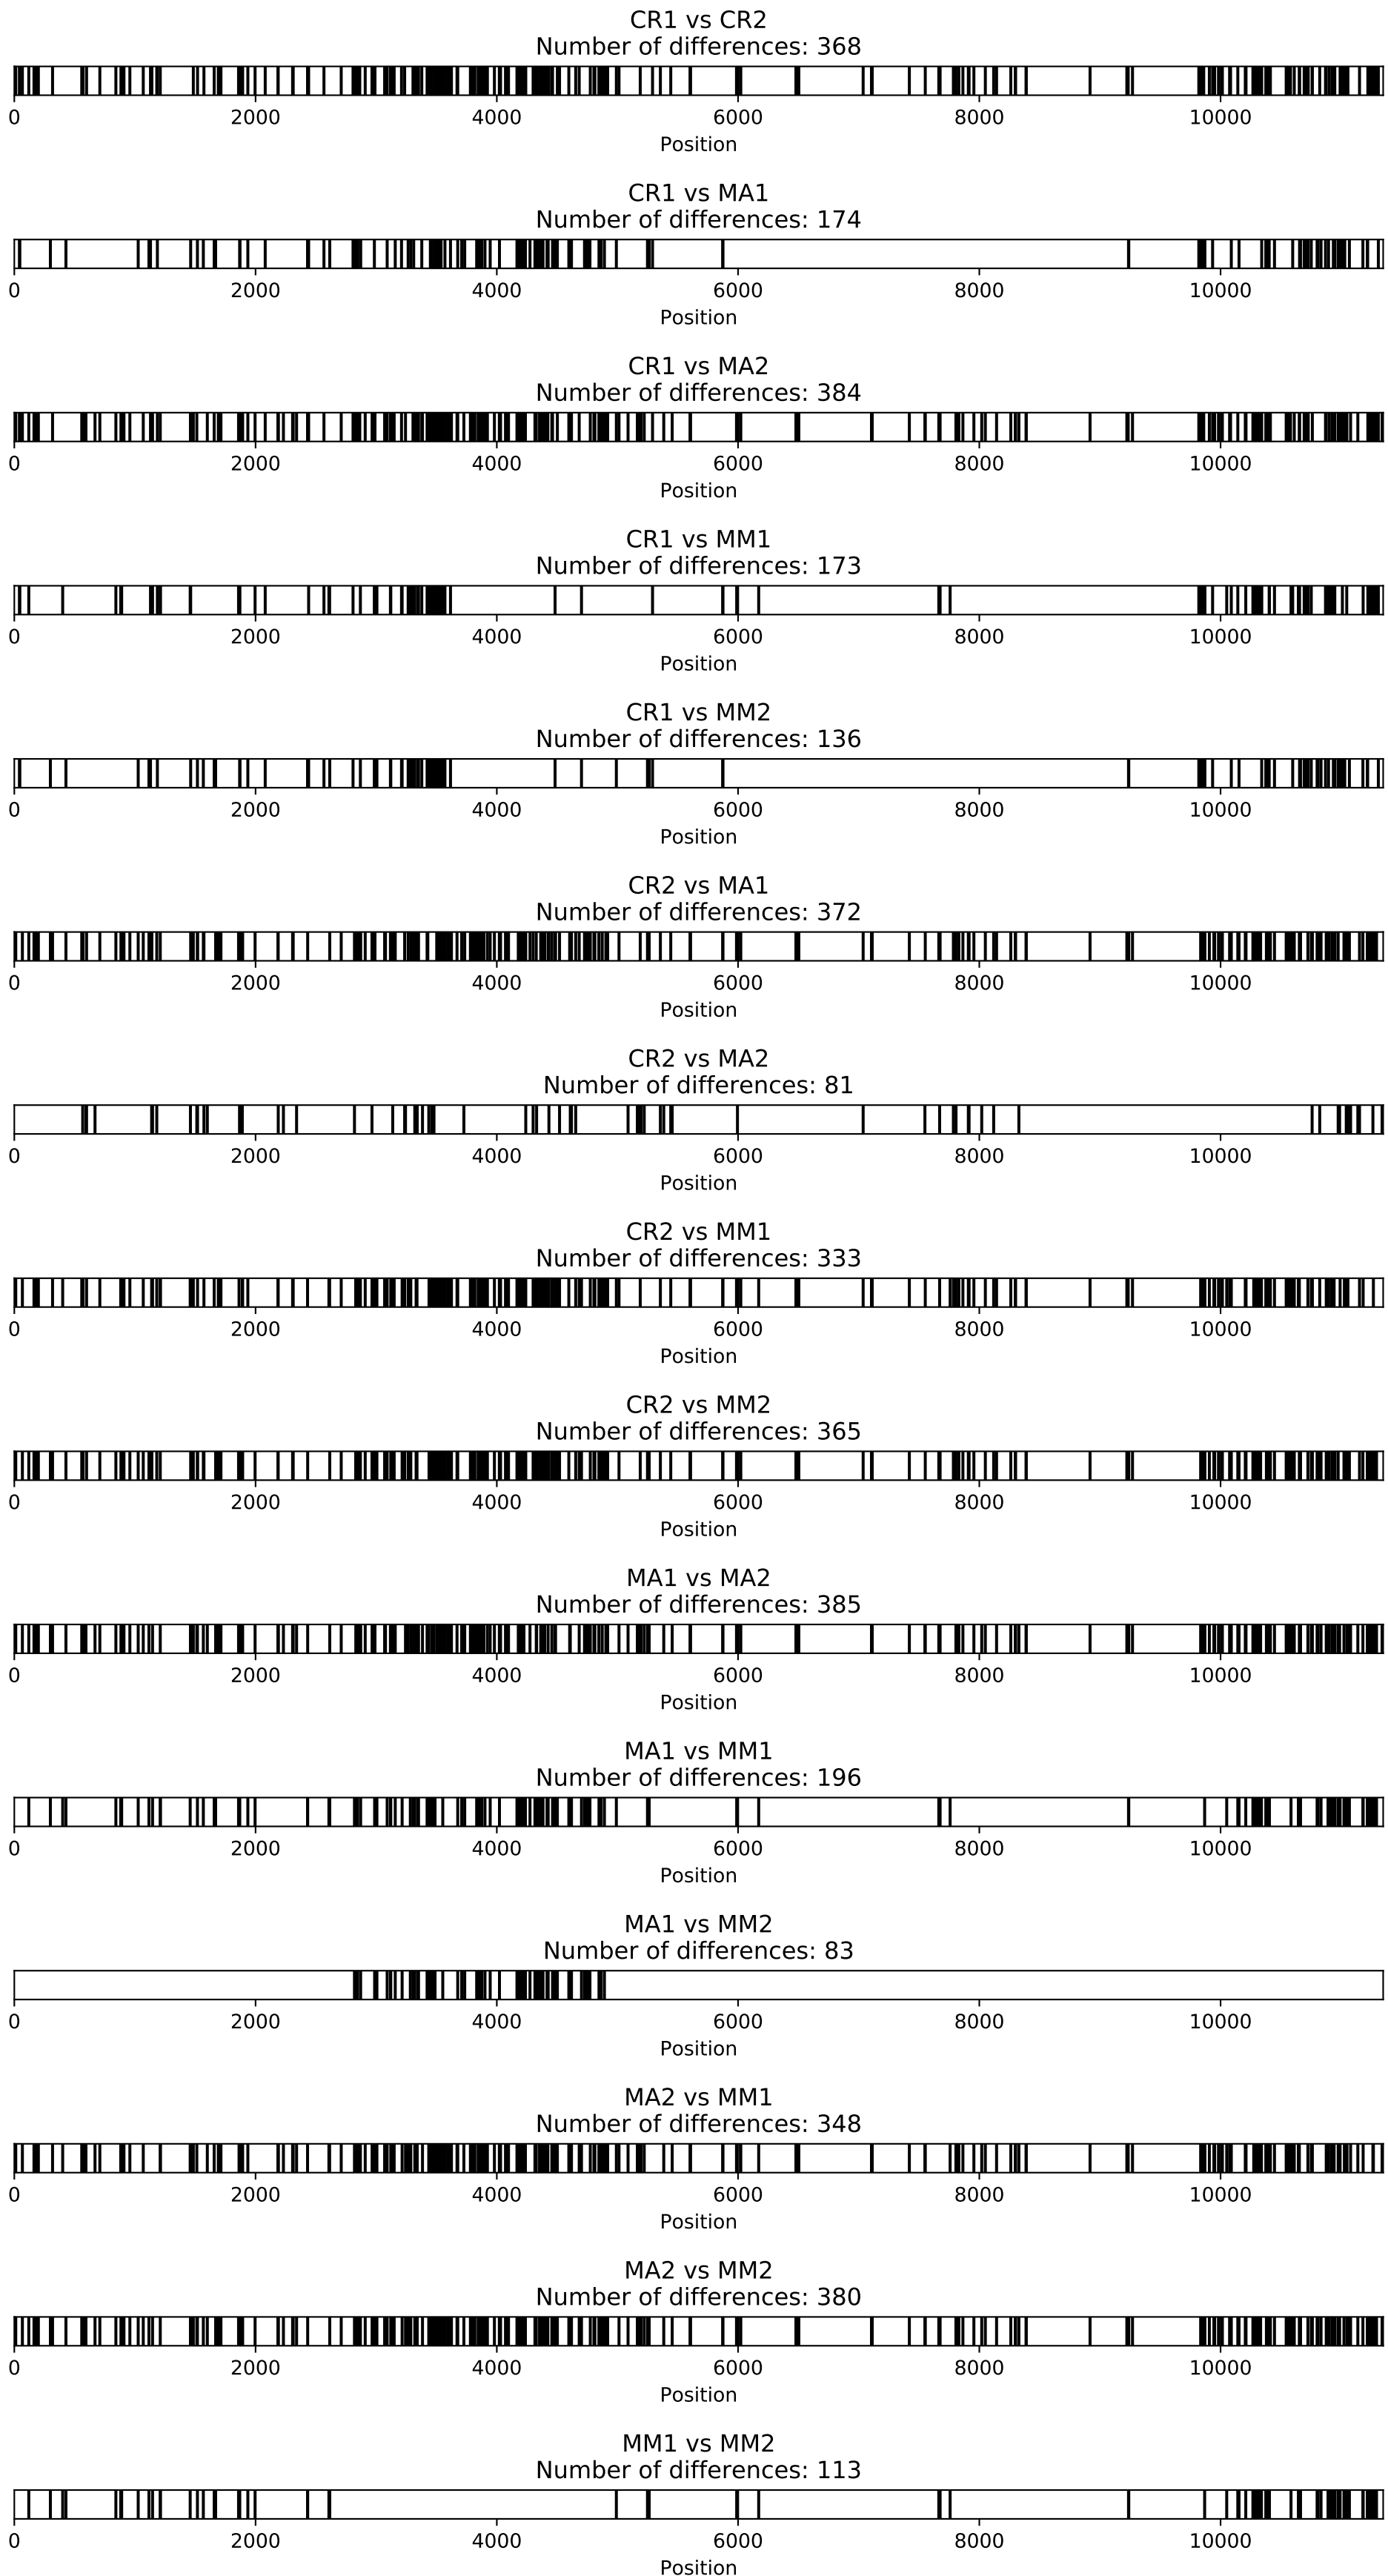 CR1 vs CR2
Number of differences: 368
0 2000 4000 6000 8000 10000
Position
CR1 vs MA1
Number of differences: 174
0 2000 4000 6000 8000 10000
Position
CR1 vs MA2
Number of differences: 384
0 2000 4000 6000 8000 10000
Position
CR1 vs MM1
Number of differences: 173
0 2000 4000 6000 8000 10000
Position
CR1 vs MM2
Number of differences: 136
0 2000 4000 6000 8000 10000
Position
CR2 vs MA1
Number of differences: 372
0 2000 4000 6000 8000 10000
Position
CR2 vs MA2
Number of differences: 81
0 2000 4000 6000 8000 10000
Position
CR2 vs MM1
Number of differences: 333
0 2000 4000 6000 8000 10000
Position
CR2 vs MM2
Number of differences: 365
0 2000 4000 6000 8000 10000
Position
MA1 vs MA2
Number of differences: 385
0 2000 4000 6000 8000 10000
Position
MA1 vs MM1
Number of differences: 196
0 2000 4000 6000 8000 10000
Position
MA1 vs MM2
Number of differences: 83
0 2000 4000 6000 8000 10000
Position
MA2 vs MM1
Number of differences: 348
0 2000 4000 6000 8000 10000
Position
MA2 vs MM2
Number of differences: 380
0 2000 4000 6000 8000 10000
Position
MM1 vs MM2
Number of differences: 113
0 2000 4000 6000 8000 10000
Position